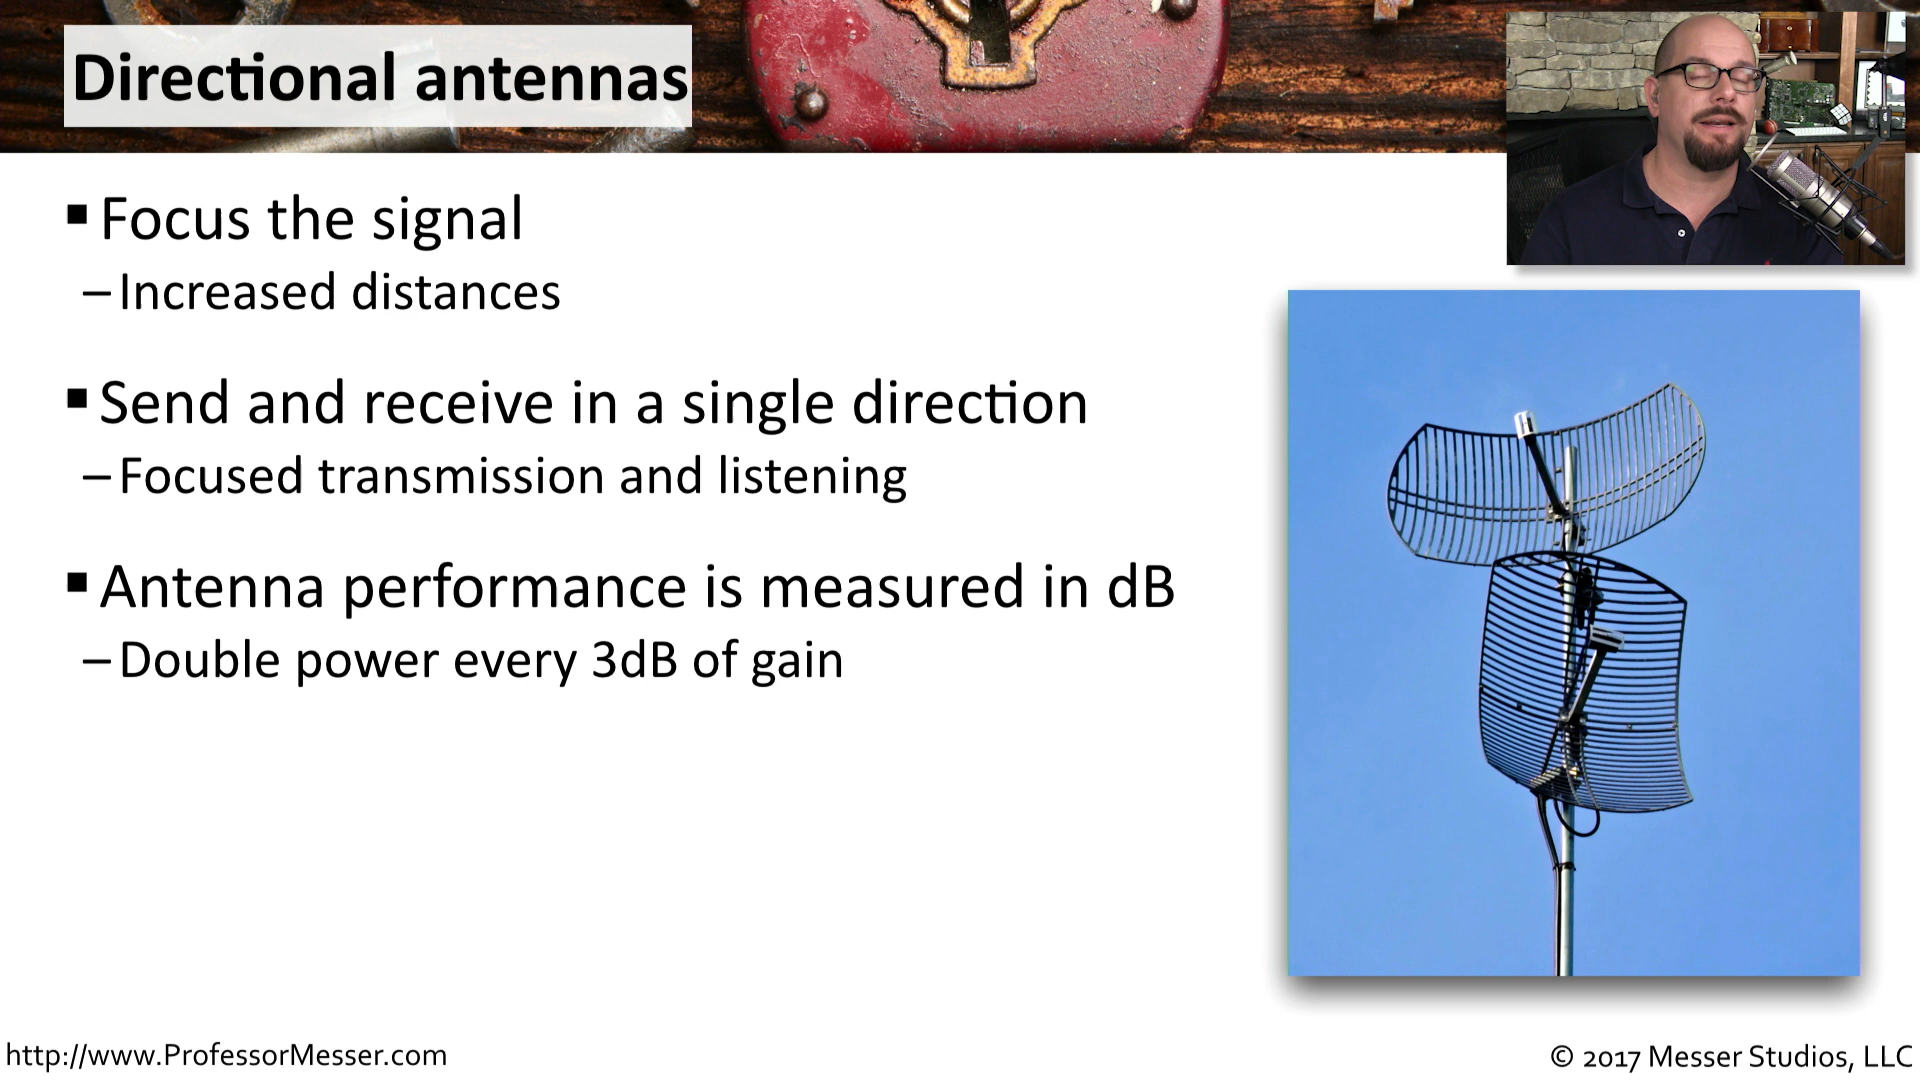 Directional antennas
▪ Focus the signal
– Increased distances
▪ Send and receive in a single direction
– Focused transmission and listening
▪ Antenna performance is measured in dB
– Double power every 3dB of gain
http://www.ProfessorMesser.com
© 2017 Messer Studios, LLC